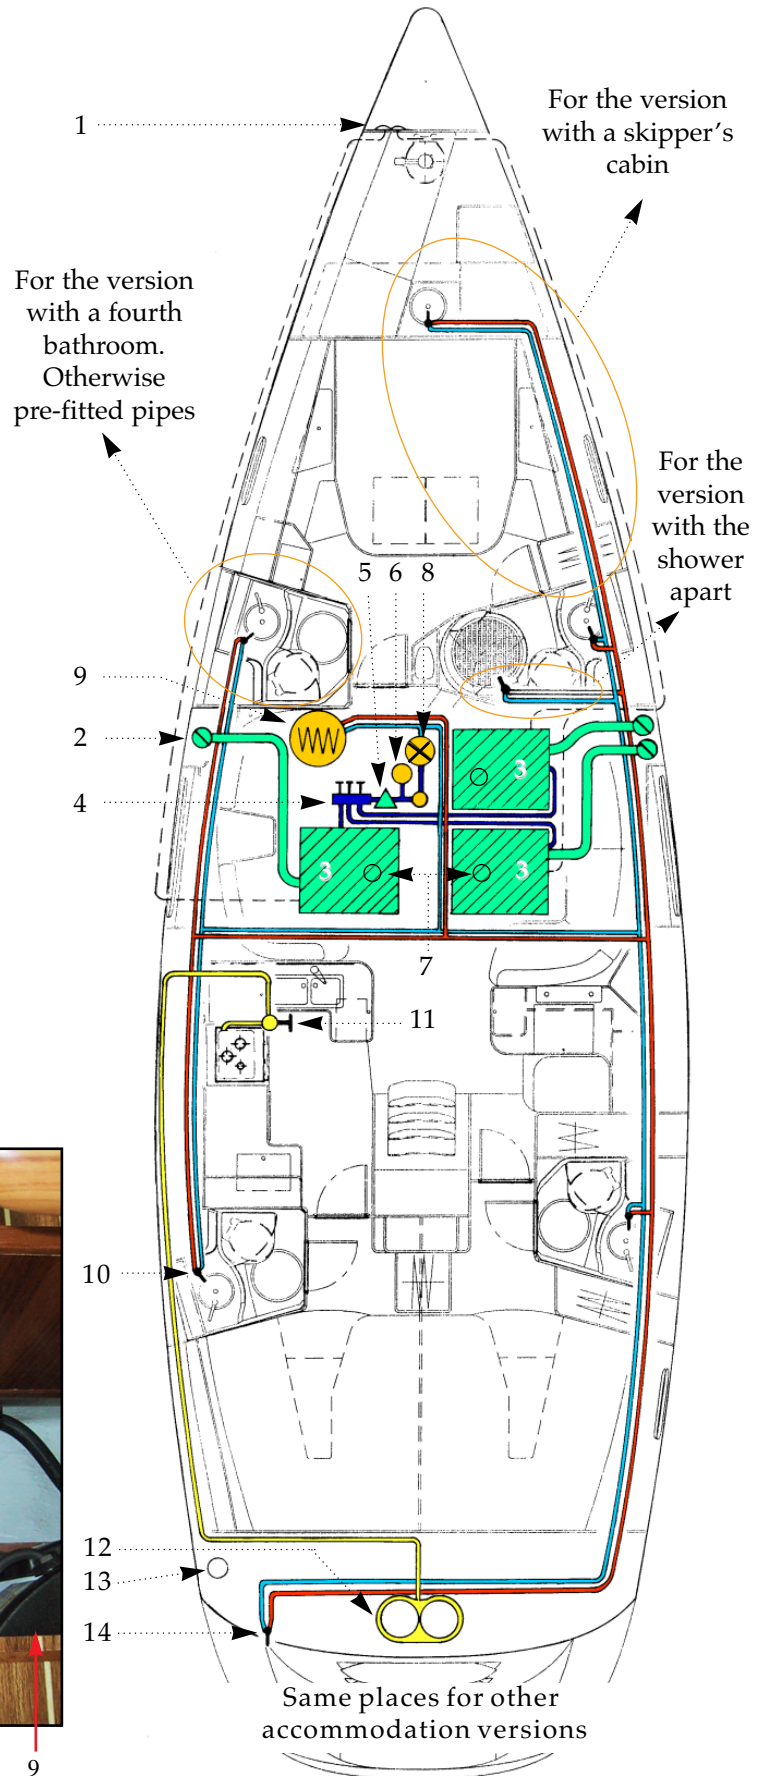 1
For the version
with a skipper's
cabin
For the version
with a fourth
bathroom.
Otherwise
pre-fitted pipes
For the
version
with the
shower
apart
5 6 8
9
2
4
3
3
3
7
11
10
12
13
14
Same places for other
accommodation versions
9